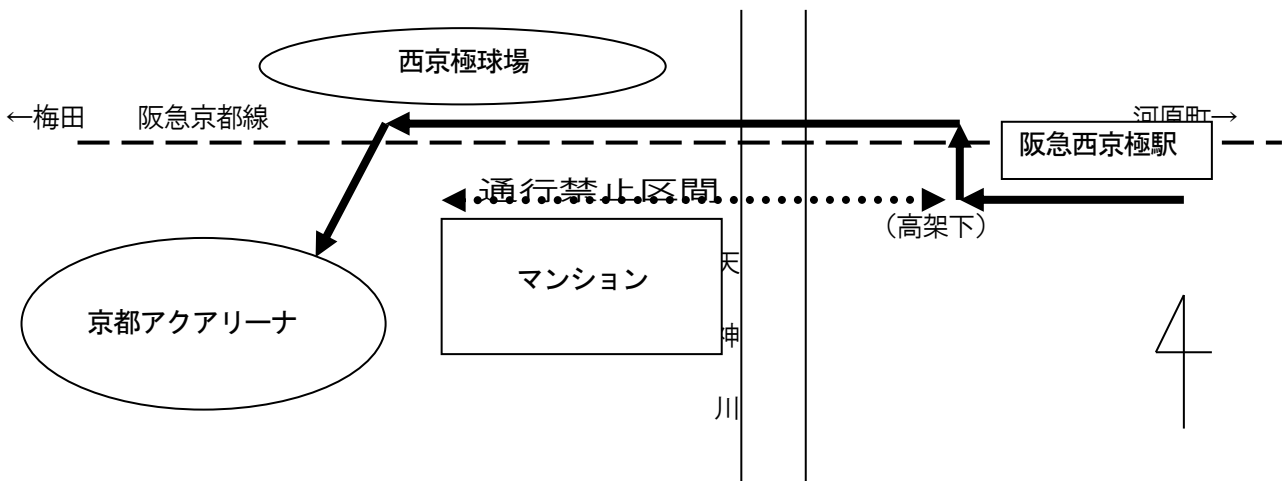 西京極球場
←梅田
阪急京都線
河原町→
阪急西京極駅
通行禁止区間
（高架下）
マンション
天神川
京都アクアリーナ